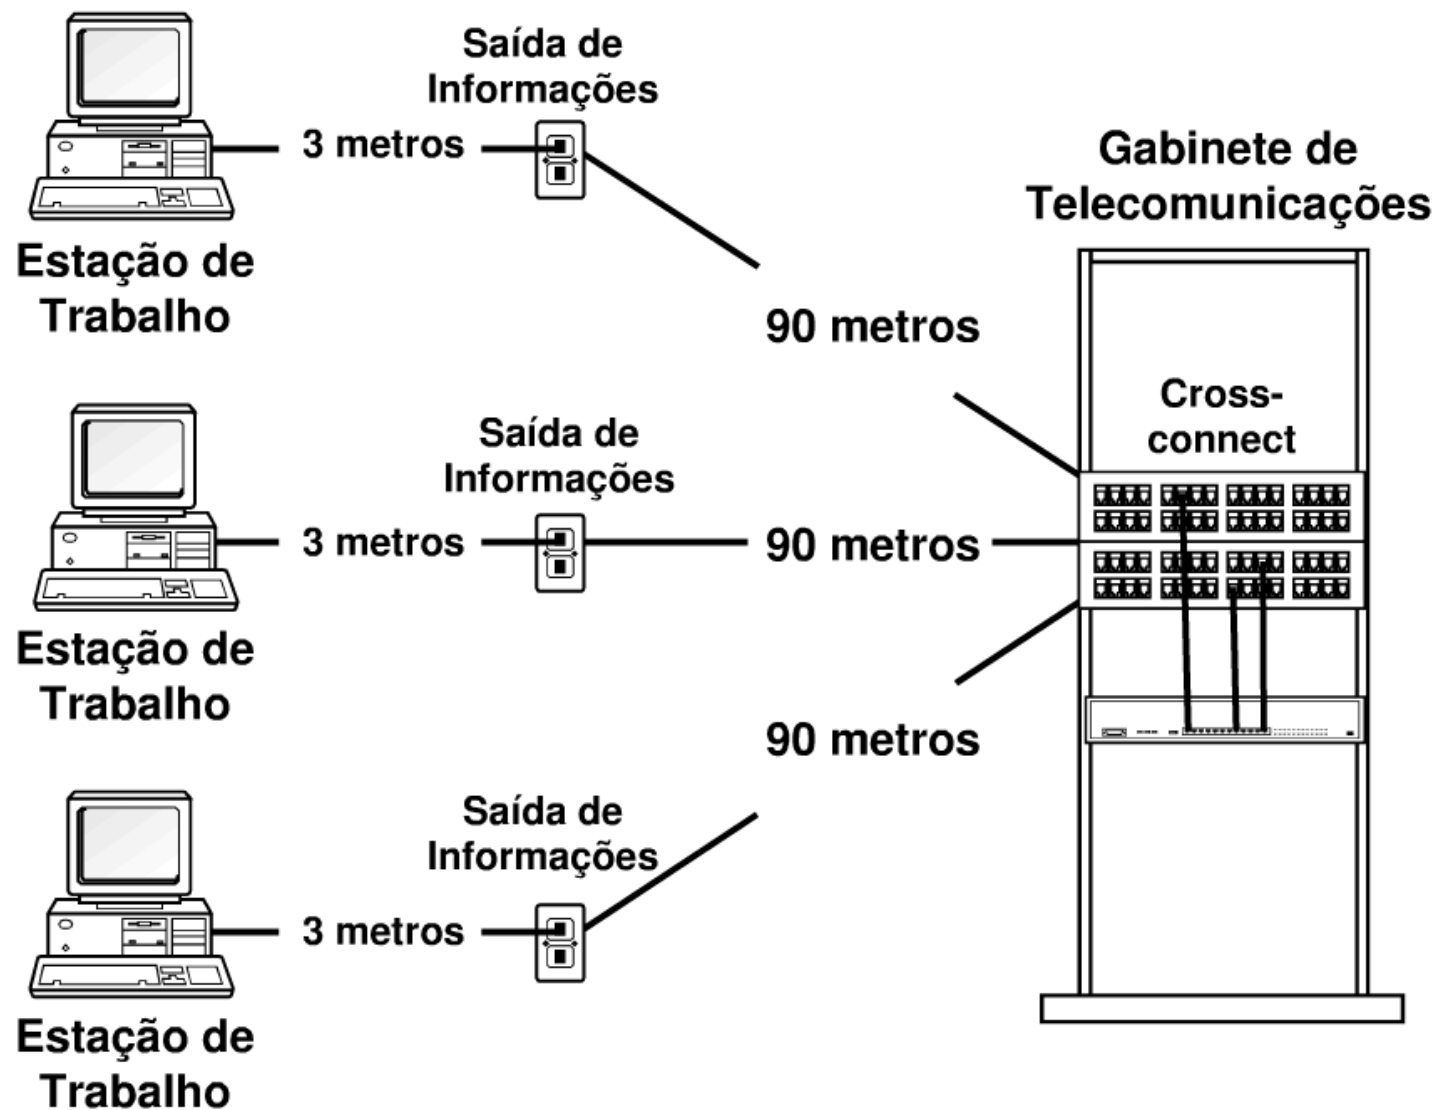 Saída de
Informações
3 metros
Estação de
Trabalho
Gabinete de
Telecomunicações
90 metros
Cross-
connect
Saída de
Informações
3 metros
90 metros
Estação de
Trabalho
90 metros
Saída de
Informações
3 metros
Estação de
Trabalho